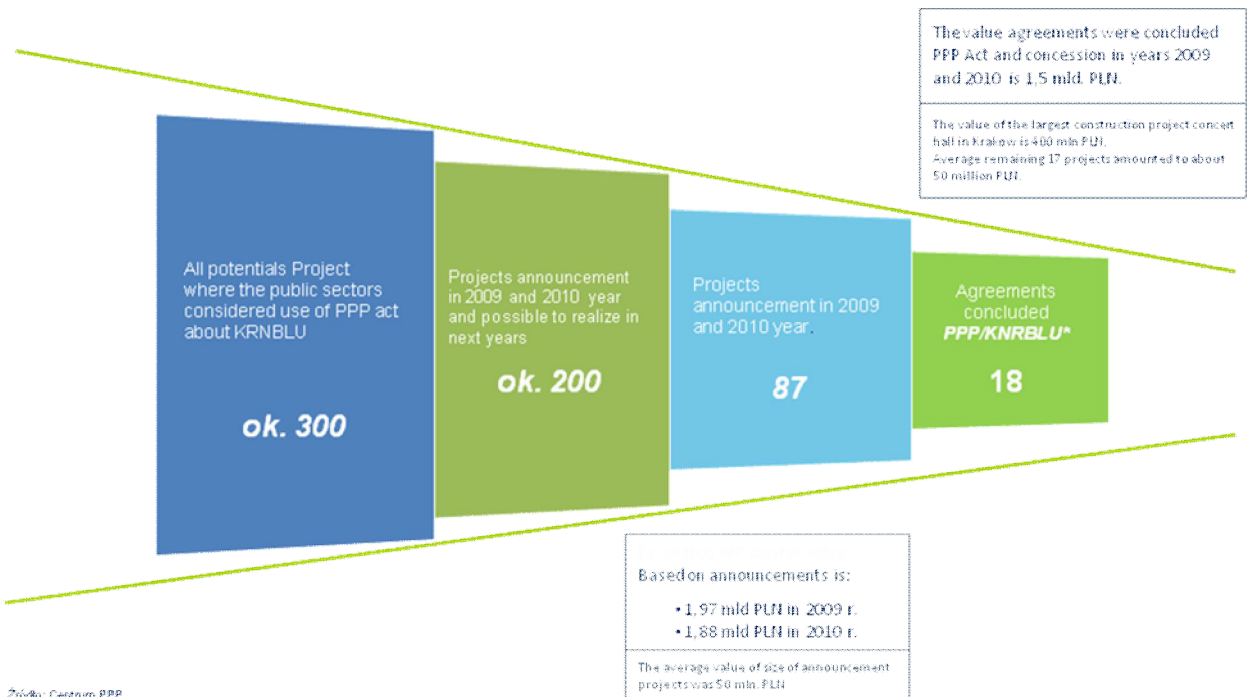 The value agreements were concluded
PPP Act and concession in years 2009
and 2010 is 1,5 mld. PLN.
The value of the largest construction project concert
hall in Krakow is 400 mln PLN.
Average remaining 17 projects amounted to about
50 million PLN.
All potentials Project
where the public sectors
considered use of PPP act
about KRNBLU
ok. 300
Projects announcement
in 2009 and 2010 year
and possible to realize in
next years
ok. 200
Projects
announcement in 2009
and 2010 year.
87
Agreements
concluded
PPP/KNRBLU*
18
Based on announcements is:
• 1,97 mld PLN in 2009 r.
• 1,88 mld PLN in 2010 r.
The average value of size of announcement
projects was 50 mln. PLN
Źródło: Centrum PPP